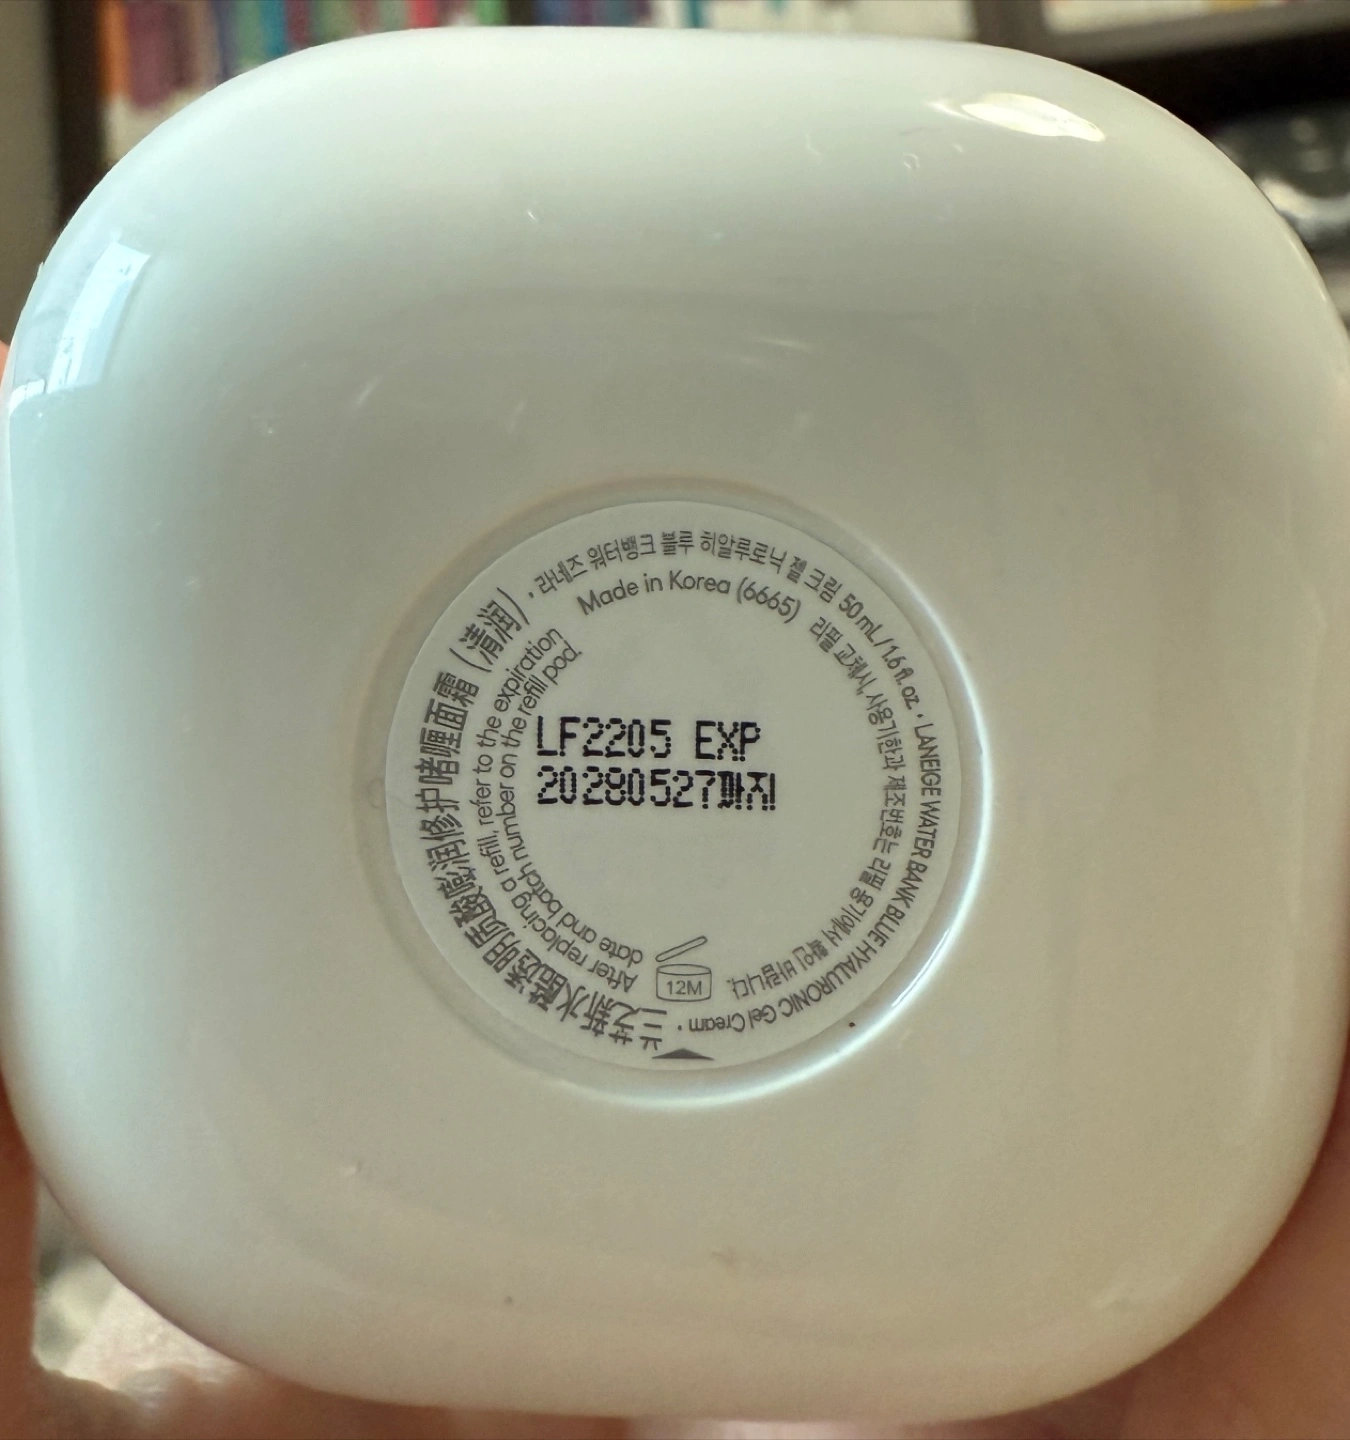 라네즈 워터뱅크 블루 히알루로닉 젤 크림 50 mL / 1.6 fl. oz. • LANEIGE WATER BANK BLUE HYALURONIC Gel Cream •
兰芝新水酷透明质酸嘭润修护啫喱面霜（清润）•
Made in Korea (6665)
리필 교체시, 사용기한과 제조번호는 리필 용기에서 확인 바랍니다.
12M
After replacing a refill, refer to the expiration
date and batch number on the refill pod.
LF2205 EXP
20280527까지